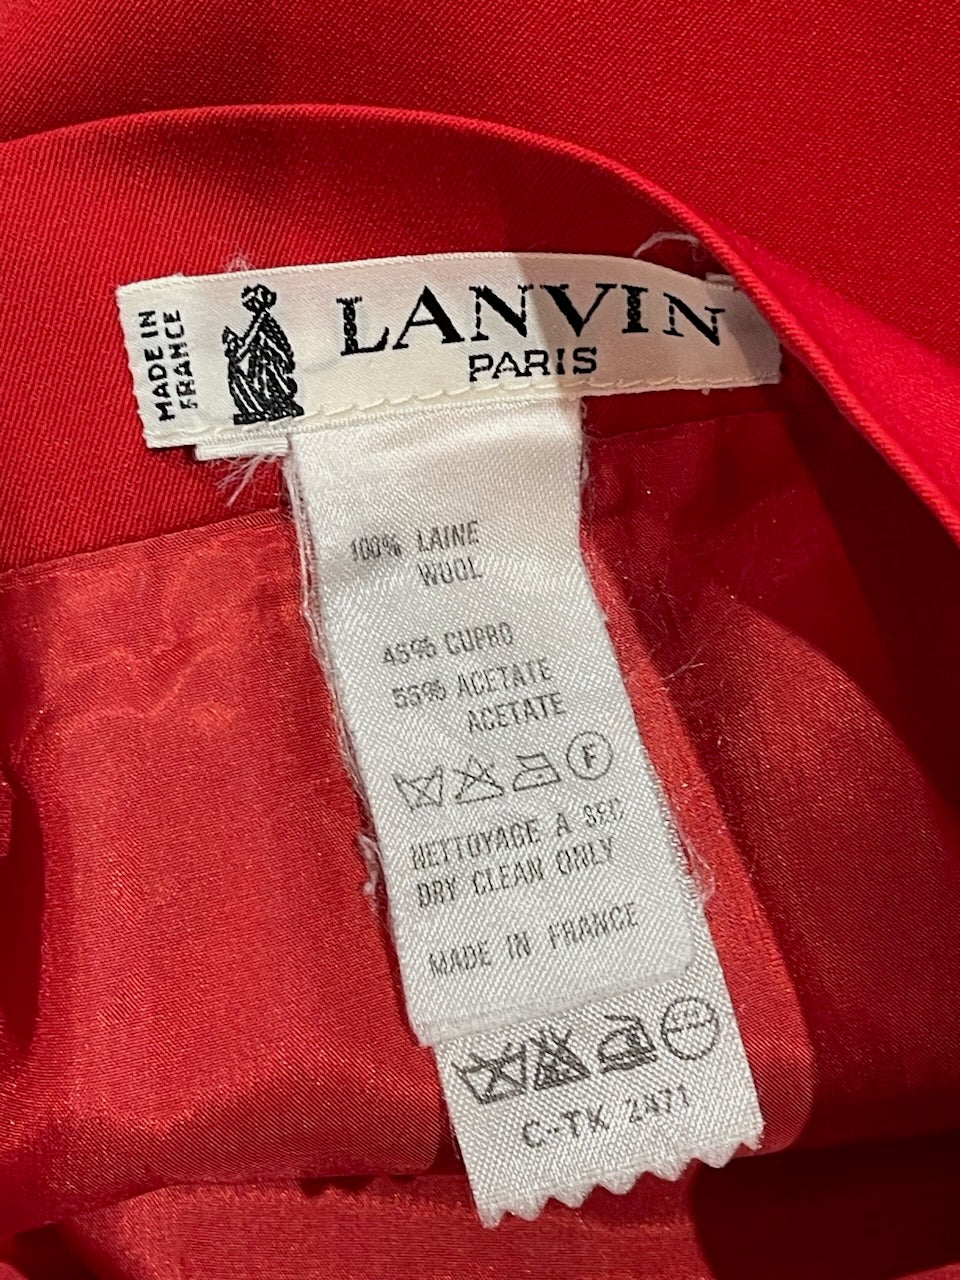 MADE IN
FRANCE
LANVIN
PARIS
100% LAINE
WOOL
45% CUPRO
55% ACETATE
ACETATE
F
NETTOYAGE A SEC
DRY CLEAN ONLY
MADE IN FRANCE
C-TK 2471